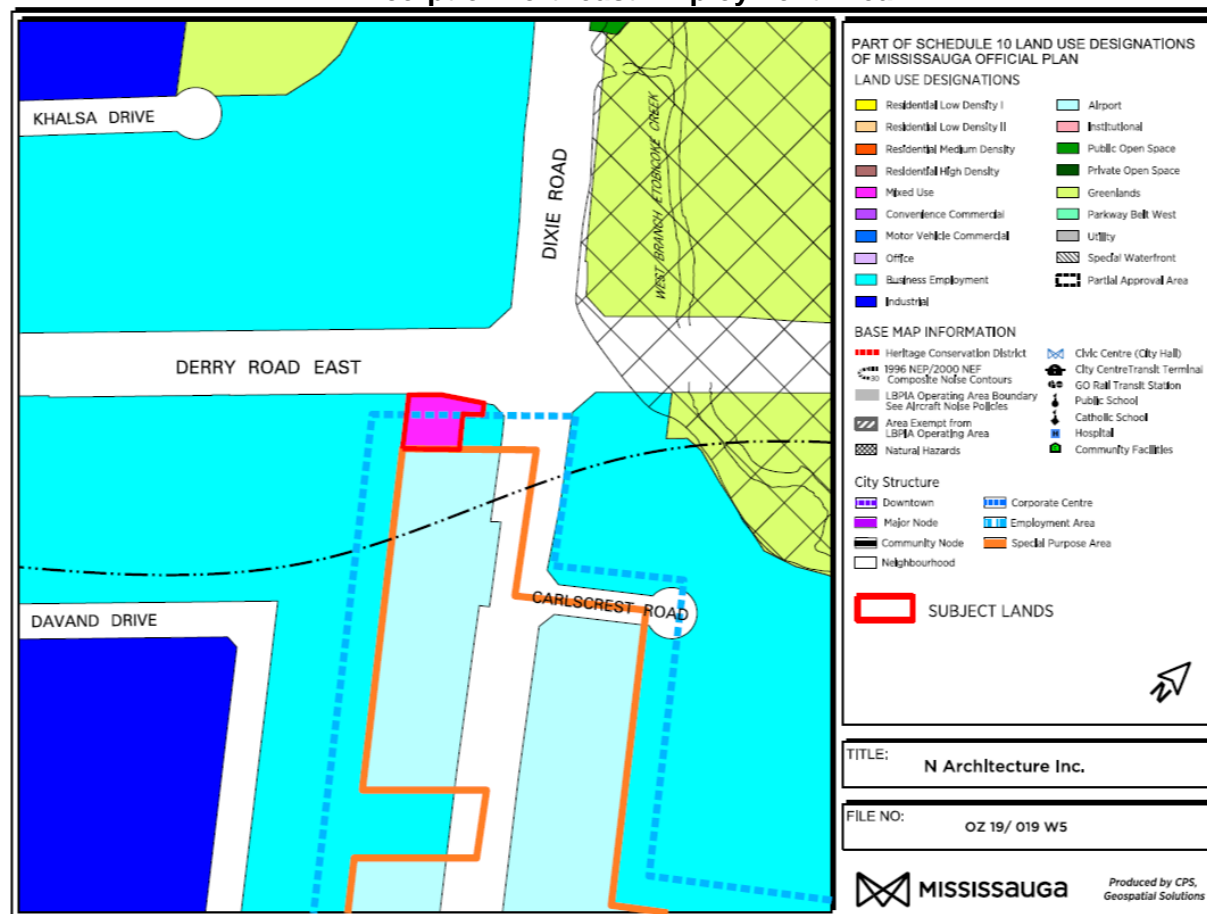 KHALSA DRIVE
DIXIE ROAD
WEST BRANCH ETOBICOKE CREEK
DERRY ROAD EAST
CARLSCREST ROAD
DAVAND DRIVE
PART OF SCHEDULE 10 LAND USE DESIGNATIONS
OF MISSISSAUGA OFFICIAL PLAN
LAND USE DESIGNATIONS
Residential Low Density I
Residential Low Density II
Residential Medium Density
Residential High Density
Mixed Use
Convenience Commercial
Motor Vehicle Commercial
Office
Business Employment
Industrial
Airport
Institutional
Public Open Space
Private Open Space
Greenlands
Parkway Belt West
Utility
Special Waterfront
Partial Approval Area
BASE MAP INFORMATION
Heritage Conservation District
1996 NEP/2000 NEF
Composite Noise Contours
LBPIA Operating Area Boundary
See Aircraft Noise Policies
Area Exempt from
LBPIA Operating Area
Natural Hazards
Civic Centre (City Hall)
City CentreTransit Terminal
GO Rail Transit Station
Public School
Catholic School
Hospital
Community Facilities
City Structure
Downtown
Major Node
Community Node
Neighbourhood
Corporate Centre
Employment Area
Special Purpose Area
SUBJECT LANDS
N
TITLE:
N Architecture Inc.
FILE NO:
OZ 19/ 019 W5
MISSISSAUGA
Produced by CPS,
Geospatial Solutions